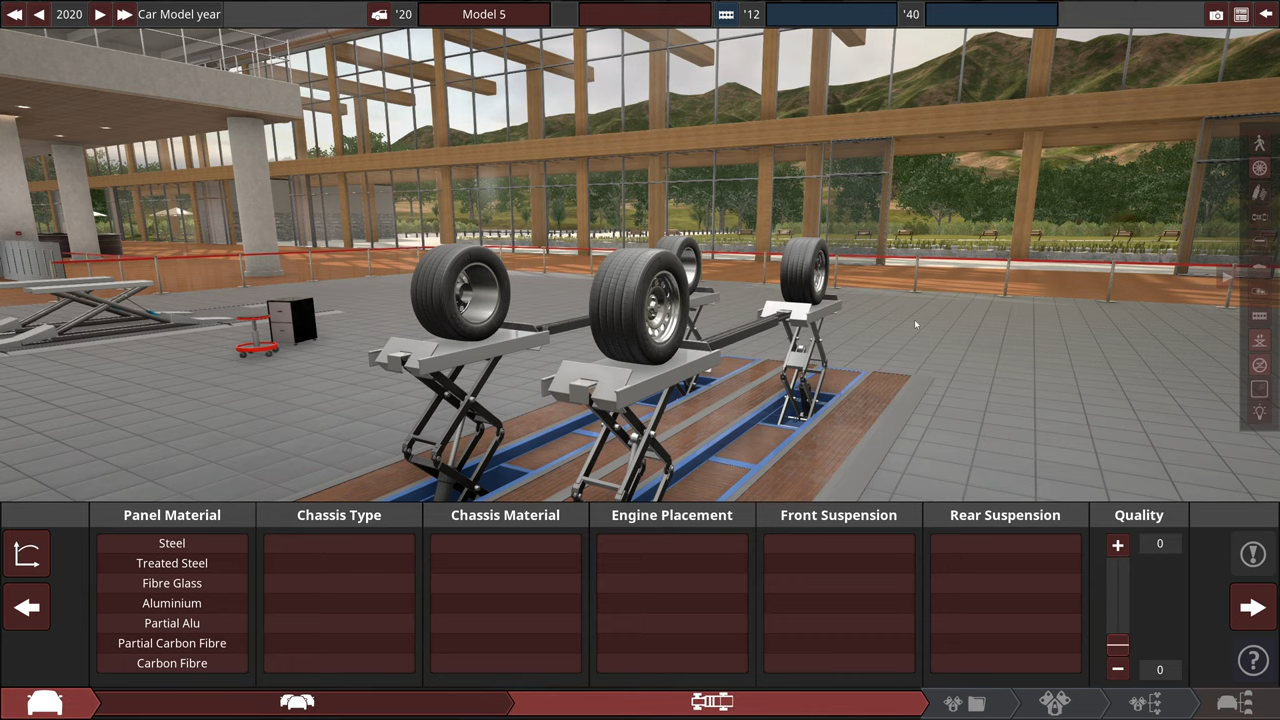 2020 Car Model year '20 Model 5 '12 '40
Panel Material Chassis Type Chassis Material Engine Placement Front Suspension Rear Suspension Quality
Steel
Treated Steel
Fibre Glass
Aluminium
Partial Alu
Partial Carbon Fibre
Carbon Fibre
+ 0
- 0
?